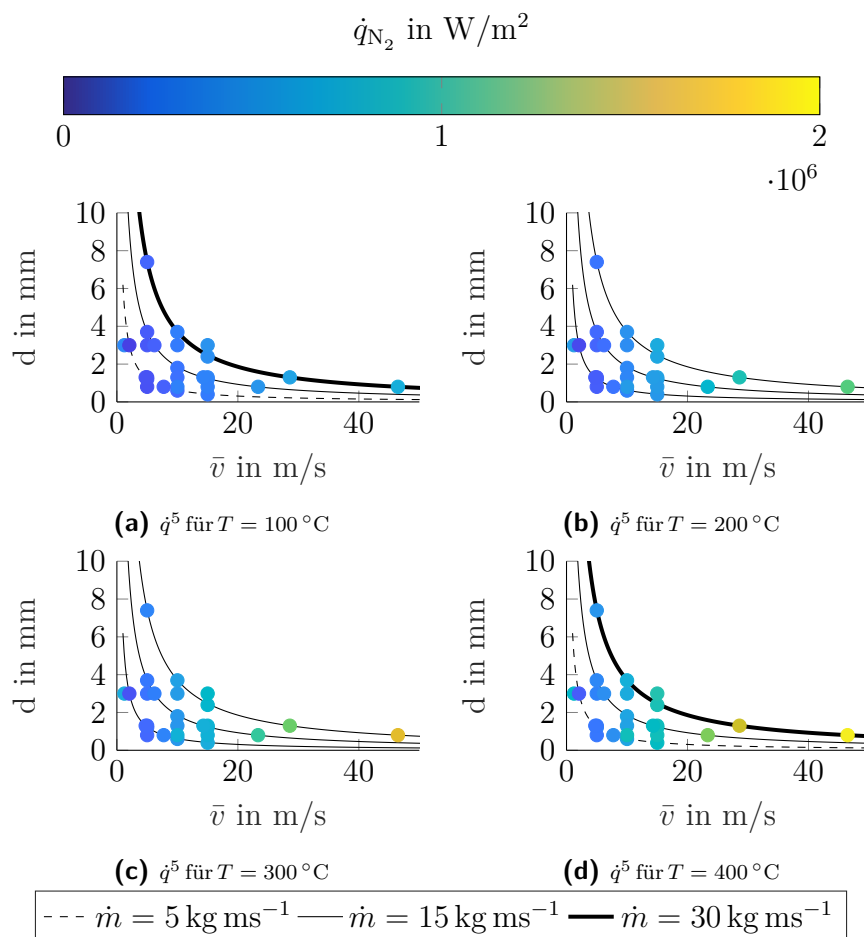 q̇N₂ in W/m²
0 1 2
·10⁶
10
8
6
4
2
0
0 20 40
d in mm
v̄ in m/s
(a) q̇⁵ für T = 100 °C
10
8
6
4
2
0
0 20 40
d in mm
v̄ in m/s
(b) q̇⁵ für T = 200 °C
10
8
6
4
2
0
0 20 40
d in mm
v̄ in m/s
(c) q̇⁵ für T = 300 °C
10
8
6
4
2
0
0 20 40
d in mm
v̄ in m/s
(d) q̇⁵ für T = 400 °C
ṁ = 5 kg ms⁻¹ ṁ = 15 kg ms⁻¹ ṁ = 30 kg ms⁻¹